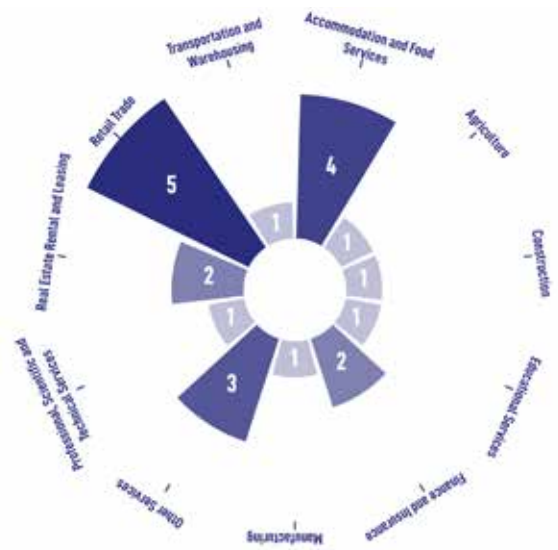 Accommodation and Food
Services
Agriculture
Construction
Educational Services
Finance and Insurance
Manufacturing
Other Services
Professional, Scientific and
Technical Services
Real Estate Rental and Leasing
Retail Trade
Transportation and
Warehousing
4
1
1
1
2
1
3
1
2
5
1